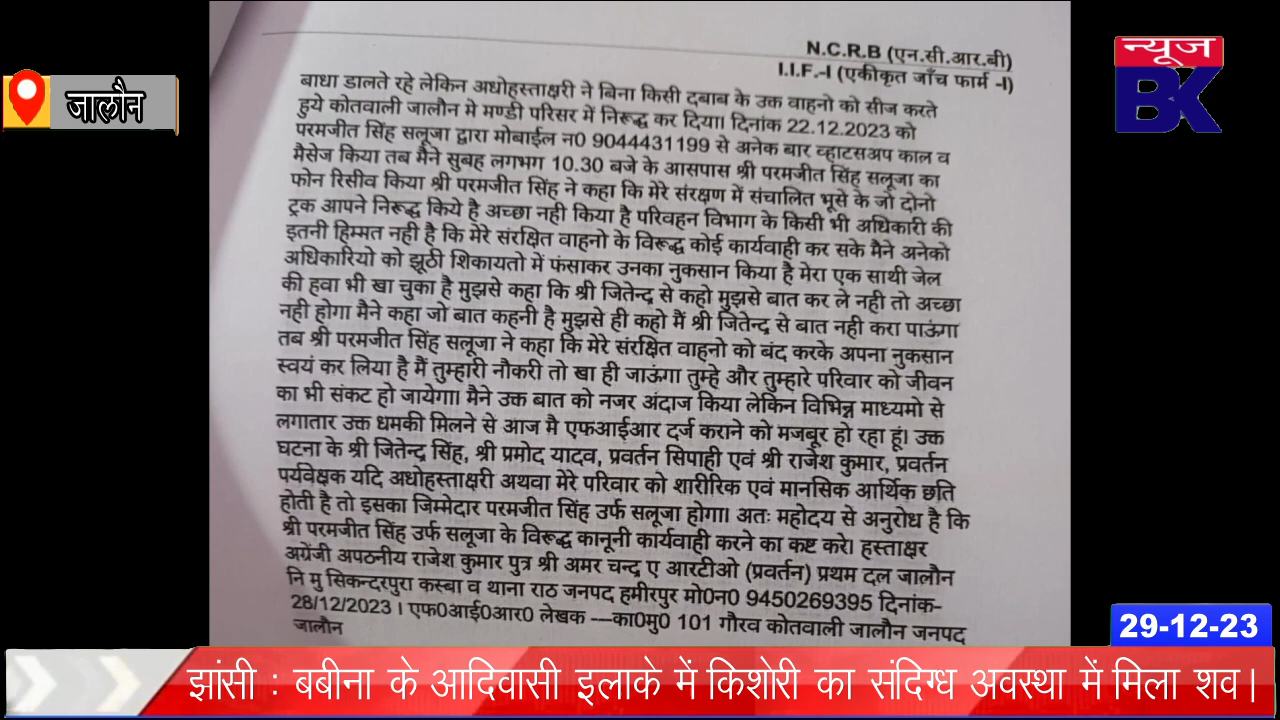 N.C.R.B (एन.सी.आर.बी)
I.I.F.-I (एकीकृत जाँच फार्म -I)
बाधा डालते रहे लेकिन अधोहस्ताक्षरी ने बिना किसी दबाब के उक्त वाहनो को सीज करते
हुये कोतवाली जालौन मे मण्डी परिसर में निरूद्ध कर दिया। दिनांक 22.12.2023 को
परमजीत सिंह सलूजा द्वारा मोबाईल न0 9044431199 से अनेक बार व्हाटसअप काल व
मैसेज किया तब मैने सुबह लगभग 10.30 बजे के आसपास श्री परमजीत सिंह सलूजा का
फोन रिसीव किया श्री परमजीत सिंह ने कहा कि मेरे संरक्षण में संचालित भूसे के जो दोनो
ट्रक आपने निरूद्ध किये है अच्छा नही किया है परिवहन विभाग के किसी भी अधिकारी की
इतनी हिम्मत नही है कि मेरे संरक्षित वाहनो के विरूद्ध कोई कार्यवाही कर सके मैने अनेको
अधिकारियो को झूठी शिकायतो में फंसाकर उनका नुकसान किया है मेरा एक साथी जेल
की हवा भी खा चुका है मुझसे कहा कि श्री जितेन्द्र से कहो मुझसे बात कर ले नही तो अच्छा
नही होगा मैने कहा जो बात कहनी है मुझसे ही कहो मैं श्री जितेन्द्र से बात नही करा पाऊंगा
तब श्री परमजीत सिंह सलूजा ने कहा कि मेरे संरक्षित वाहनो को बंद करके अपना नुकसान
स्वयं कर लिया है मैं तुम्हारी नौकरी तो खा ही जाऊंगा तुम्हे और तुम्हारे परिवार को जीवन
का भी संकट हो जायेगा। मैने उक्त बात को नजर अंदाज किया लेकिन विभिन्न माध्यमो से
लगातार उक्त धमकी मिलने से आज मै एफआईआर दर्ज कराने को मजबूर हो रहा हूं। उक्त
घटना के श्री जितेन्द्र सिंह, श्री प्रमोद यादव, प्रवर्तन सिपाही एवं श्री राजेश कुमार, प्रवर्तन
पर्यवेक्षक यदि अधोहस्ताक्षरी अथवा मेरे परिवार को शारीरिक एवं मानसिक आर्थिक छति
होती है तो इसका जिम्मेदार परमजीत सिंह उर्फ सलूजा होगा। अतः महोदय से अनुरोध है कि
श्री परमजीत सिंह उर्फ सलूजा के विरूद्ध कानूनी कार्यवाही करने का कष्ट करे। हस्ताक्षर
अग्रेंजी अपठनीय राजेश कुमार पुत्र श्री अमर चन्द्र ए आरटीओ (प्रवर्तन) प्रथम दल जालौन
नि मु सिकन्दरपुरा कस्बा व थाना राठ जनपद हमीरपुर मो0न0 9450269395 दिनांक-
28/12/2023 । एफ0आई0आर0 लेखक ---का0मु0 101 गौरव कोतवाली जालौन जनपद
जालौन
जालौन
न्यूज
BK
29-12-23
झांसी : बबीना के आदिवासी इलाके में किशोरी का संदिग्ध अवस्था में मिला शव|